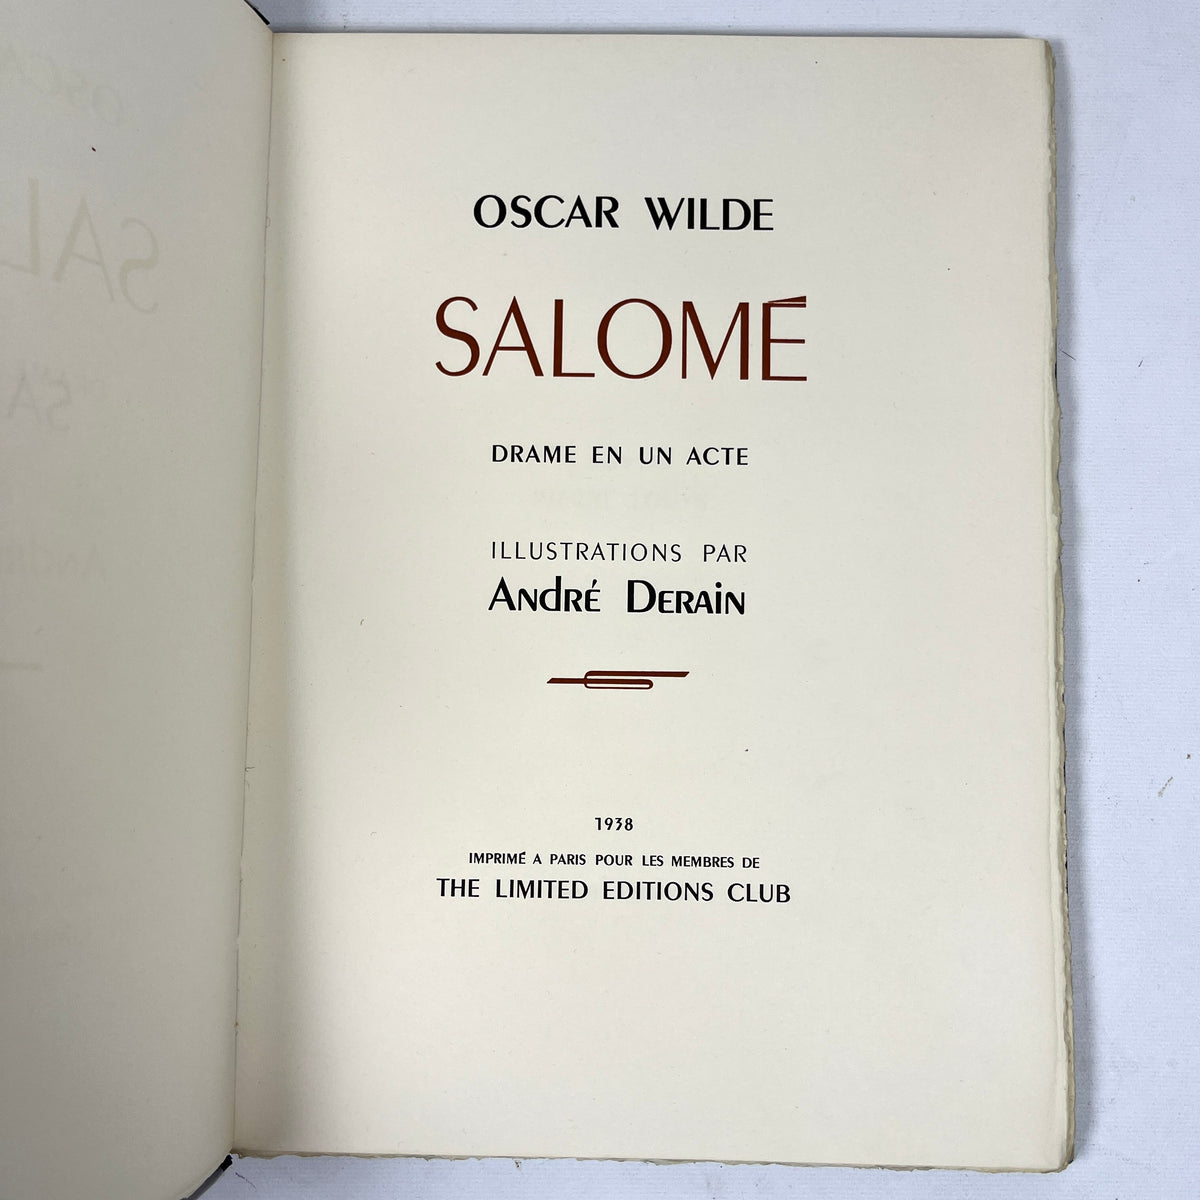 OSCAR WILDE
SALOMÉ
DRAME EN UN ACTE
ILLUSTRATIONS PAR
ANdRÉ DERAiN
1938
IMPRIMÉ A PARIS POUR LES MEMBRES DE
THE LIMITED EDITIONS CLUB